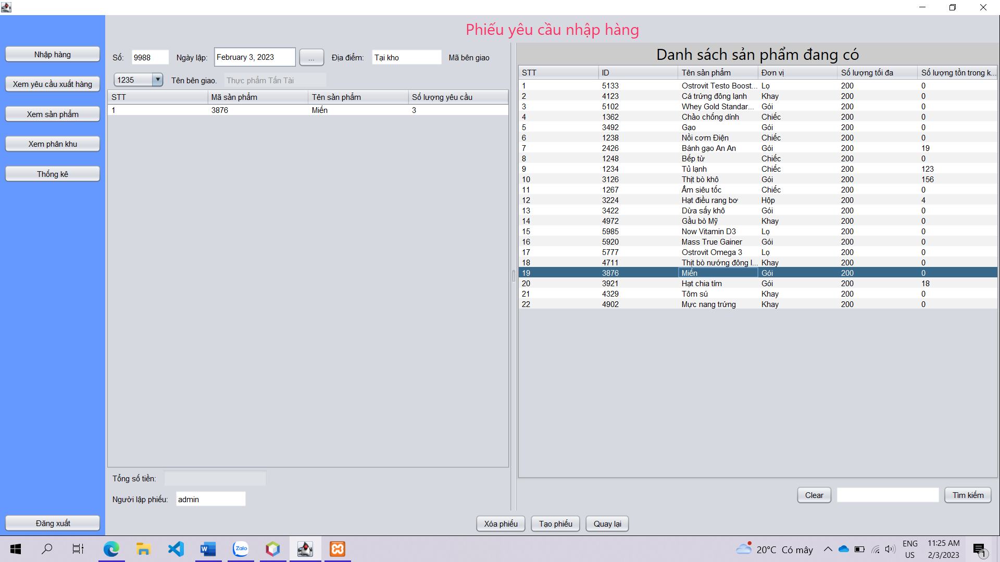 Phiếu yêu cầu nhập hàng
Nhập hàng
Xem yêu cầu xuất hàng
Xem sản phẩm
Xem phân khu
Thống kê
Đăng xuất
Số: 9988 Ngày lập: February 3, 2023 ... Địa điểm: Tại kho Mã bên giao
1235 Tên bên giao. Thực phẩm Tấn Tài
STT Mã sản phẩm Tên sản phẩm Số lượng yêu cầu
1 3876 Miến 3
Tổng số tiền:
Người lập phiếu: admin
Danh sách sản phẩm đang có
STT ID Tên sản phẩm Đơn vị Số lượng tối đa Số lượng tồn trong k...
1 5133 Ostrovit Testo Boost... Lọ 200 0
2 4123 Cá trứng đông lạnh Khay 200 0
3 5102 Whey Gold Standar... Gói 200 0
4 1362 Chảo chống dính Chiếc 200 0
5 3492 Gạo Gói 200 0
6 1238 Nồi cơm Điện Chiếc 200 0
7 2426 Bánh gạo An An Gói 200 19
8 1248 Bếp từ Chiếc 200 0
9 1234 Tủ lạnh Chiếc 200 123
10 3126 Thịt bò khô Gói 200 156
11 1267 Ấm siêu tốc Chiếc 200 0
12 3224 Hạt điều rang bơ Hộp 200 4
13 3422 Dừa sấy khô Gói 200 0
14 4972 Gầu bò Mỹ Khay 200 0
15 5985 Now Vitamin D3 Lọ 200 0
16 5920 Mass True Gainer Gói 200 0
17 5777 Ostrovit Omega 3 Lọ 200 0
18 4711 Thịt bò nướng đông l... Khay 200 0
19 3876 Miến Gói 200 0
20 3921 Hạt chia tím Gói 200 18
21 4329 Tôm sú Khay 200 0
22 4902 Mực nang trứng Khay 200 0
Clear Tìm kiếm
Xóa phiếu Tạo phiếu Quay lại
Zalo
20°C Có mây
ENG
US
11:25 AM
2/3/2023
1